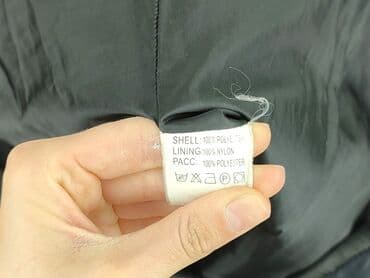 SHELL: 100% POLYESTER
LINING: 100% NYLON
PACC: 100% POLYESTER